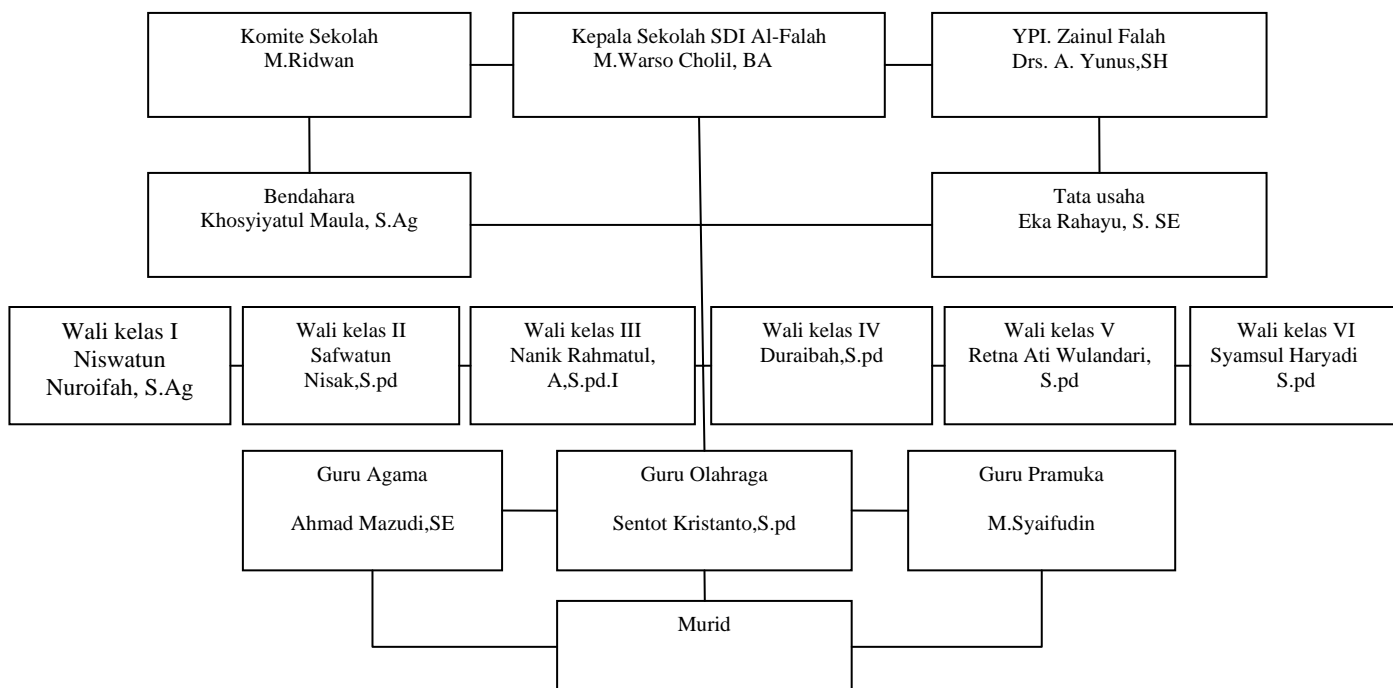 Komite Sekolah
M.Ridwan
Kepala Sekolah SDI Al-Falah
M.Warso Cholil, BA
YPI. Zainul Falah
Drs. A. Yunus,SH
Bendahara
Khosyiyatul Maula, S.Ag
Tata usaha
Eka Rahayu, S. SE
Wali kelas I
Niswatun
Nuroifah, S.Ag
Wali kelas II
Safwatun
Nisak,S.pd
Wali kelas III
Nanik Rahmatul,
A,S.pd.I
Wali kelas IV
Duraibah,S.pd
Wali kelas V
Retna Ati Wulandari,
S.pd
Wali kelas VI
Syamsul Haryadi
S.pd
Guru Agama
Ahmad Mazudi,SE
Guru Olahraga
Sentot Kristanto,S.pd
Guru Pramuka
M.Syaifudin
Murid